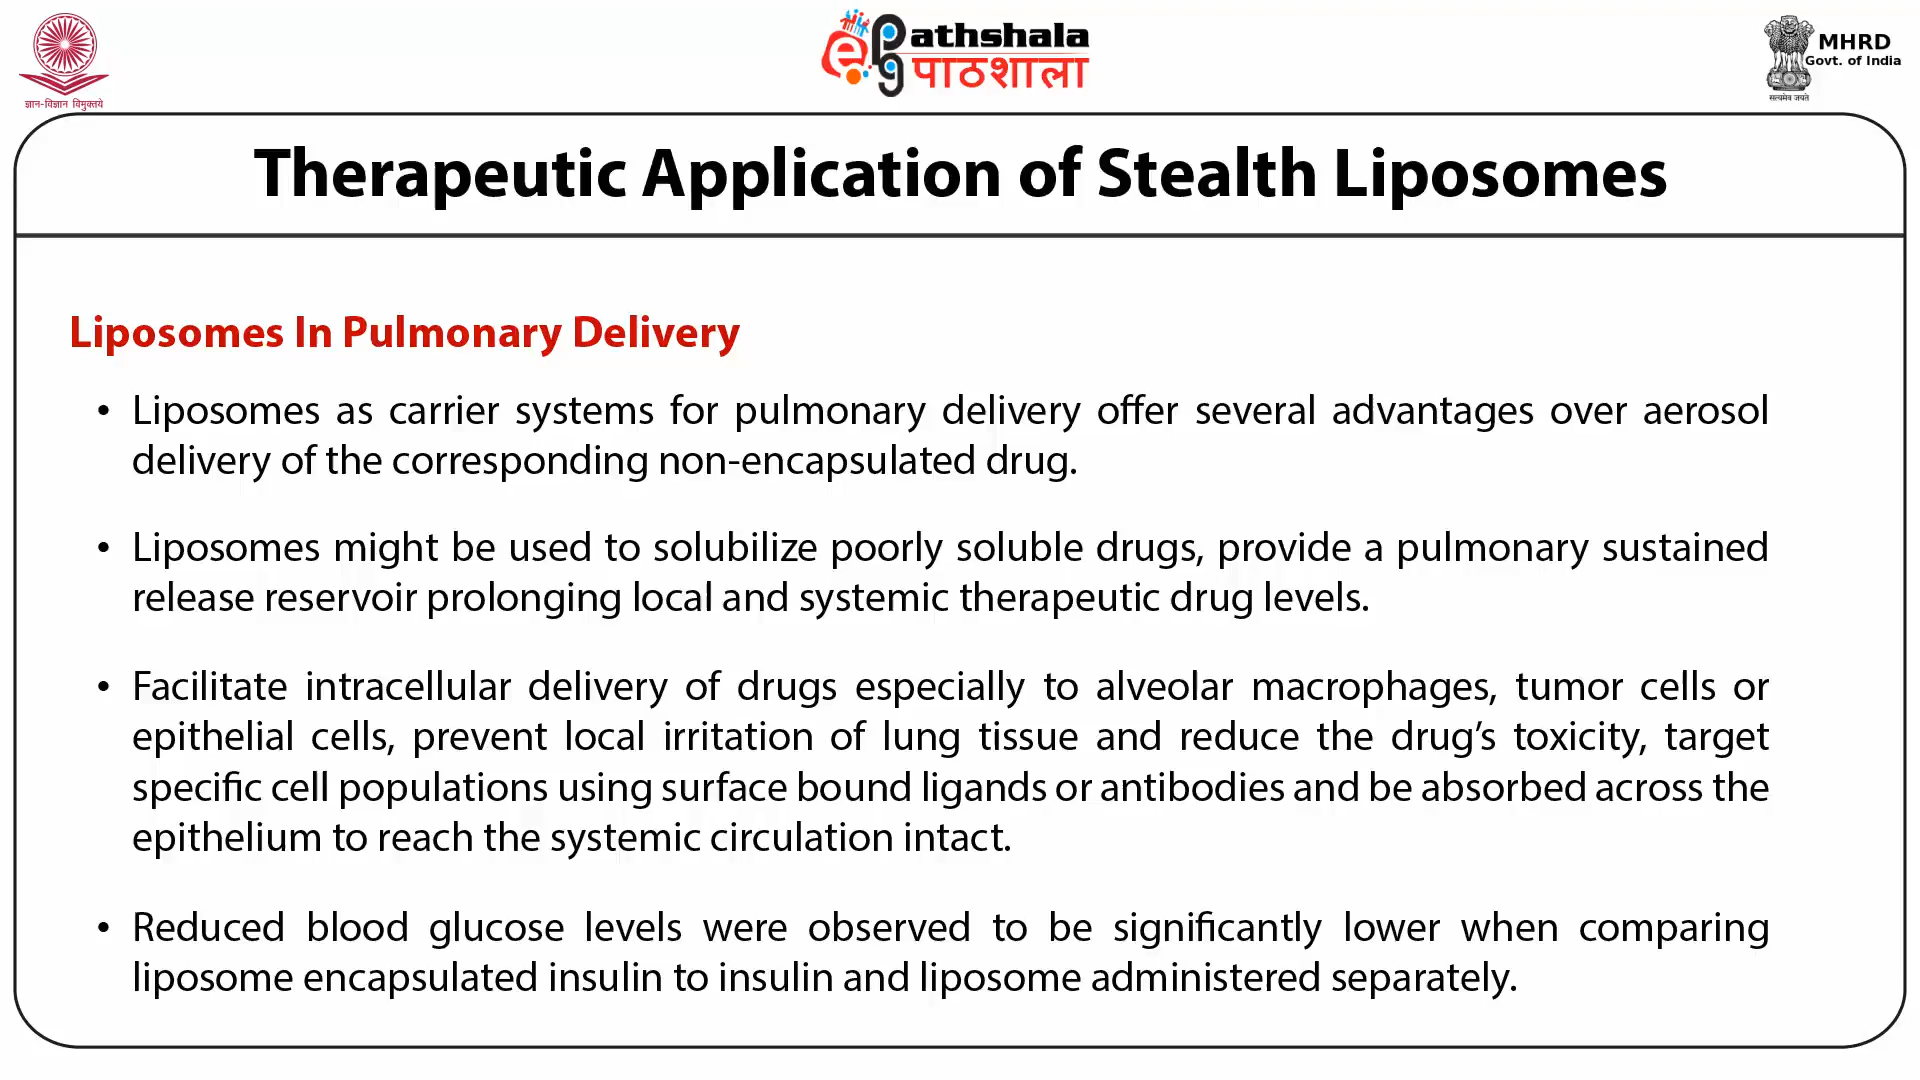 ज्ञान-विज्ञान विमुक्तये
ePathshala
पाठशाला
MHRD
Govt. of India
सत्यमेव जयते
Therapeutic Application of Stealth Liposomes
Liposomes In Pulmonary Delivery
• Liposomes as carrier systems for pulmonary delivery offer several advantages over aerosol
delivery of the corresponding non-encapsulated drug.
• Liposomes might be used to solubilize poorly soluble drugs, provide a pulmonary sustained
release reservoir prolonging local and systemic therapeutic drug levels.
• Facilitate intracellular delivery of drugs especially to alveolar macrophages, tumor cells or
epithelial cells, prevent local irritation of lung tissue and reduce the drug’s toxicity, target
specific cell populations using surface bound ligands or antibodies and be absorbed across the
epithelium to reach the systemic circulation intact.
• Reduced blood glucose levels were observed to be significantly lower when comparing
liposome encapsulated insulin to insulin and liposome administered separately.